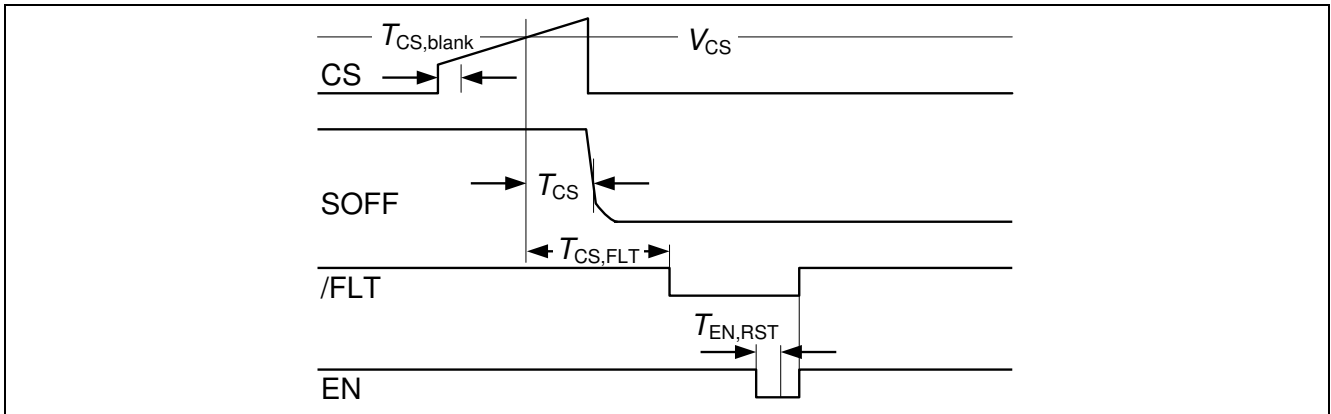 TCS,blank
VCS
CS
TCS
SOFF
TCS,FLT
/FLT
TEN,RST
EN